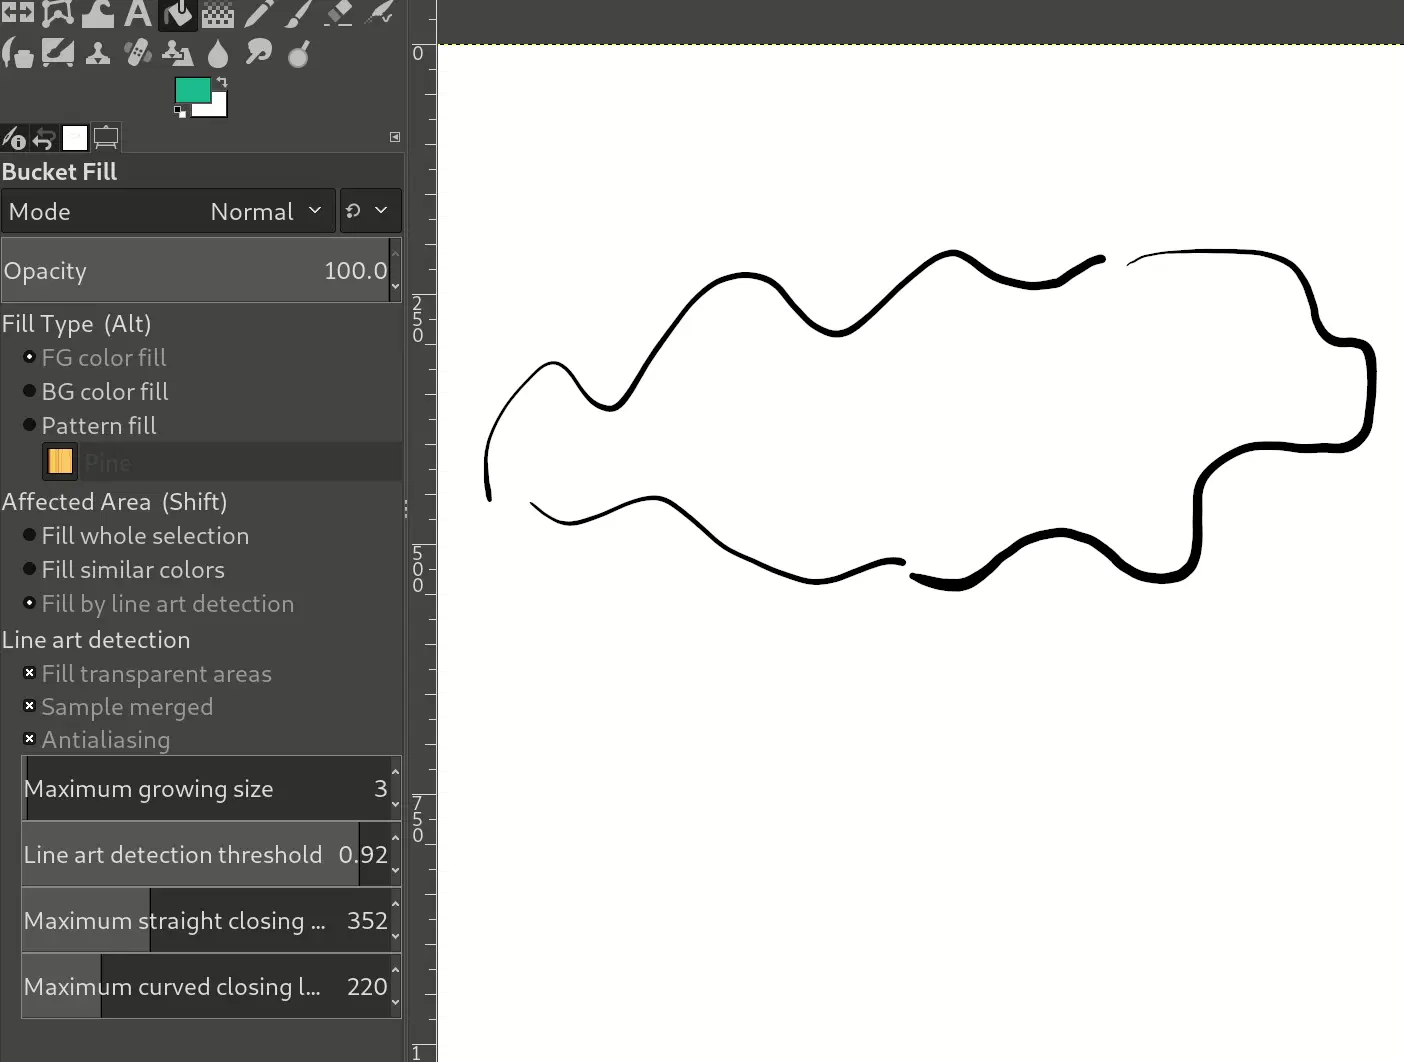 Bucket Fill
Mode Normal
Opacity 100.0
Fill Type (Alt)
FG color fill
BG color fill
Pattern fill
Pine
Affected Area (Shift)
Fill whole selection
Fill similar colors
Fill by line art detection
Line art detection
Fill transparent areas
Sample merged
Antialiasing
Maximum growing size 3
Line art detection threshold 0.92
Maximum straight closing ... 352
Maximum curved closing l... 220
0
250
500
750
1